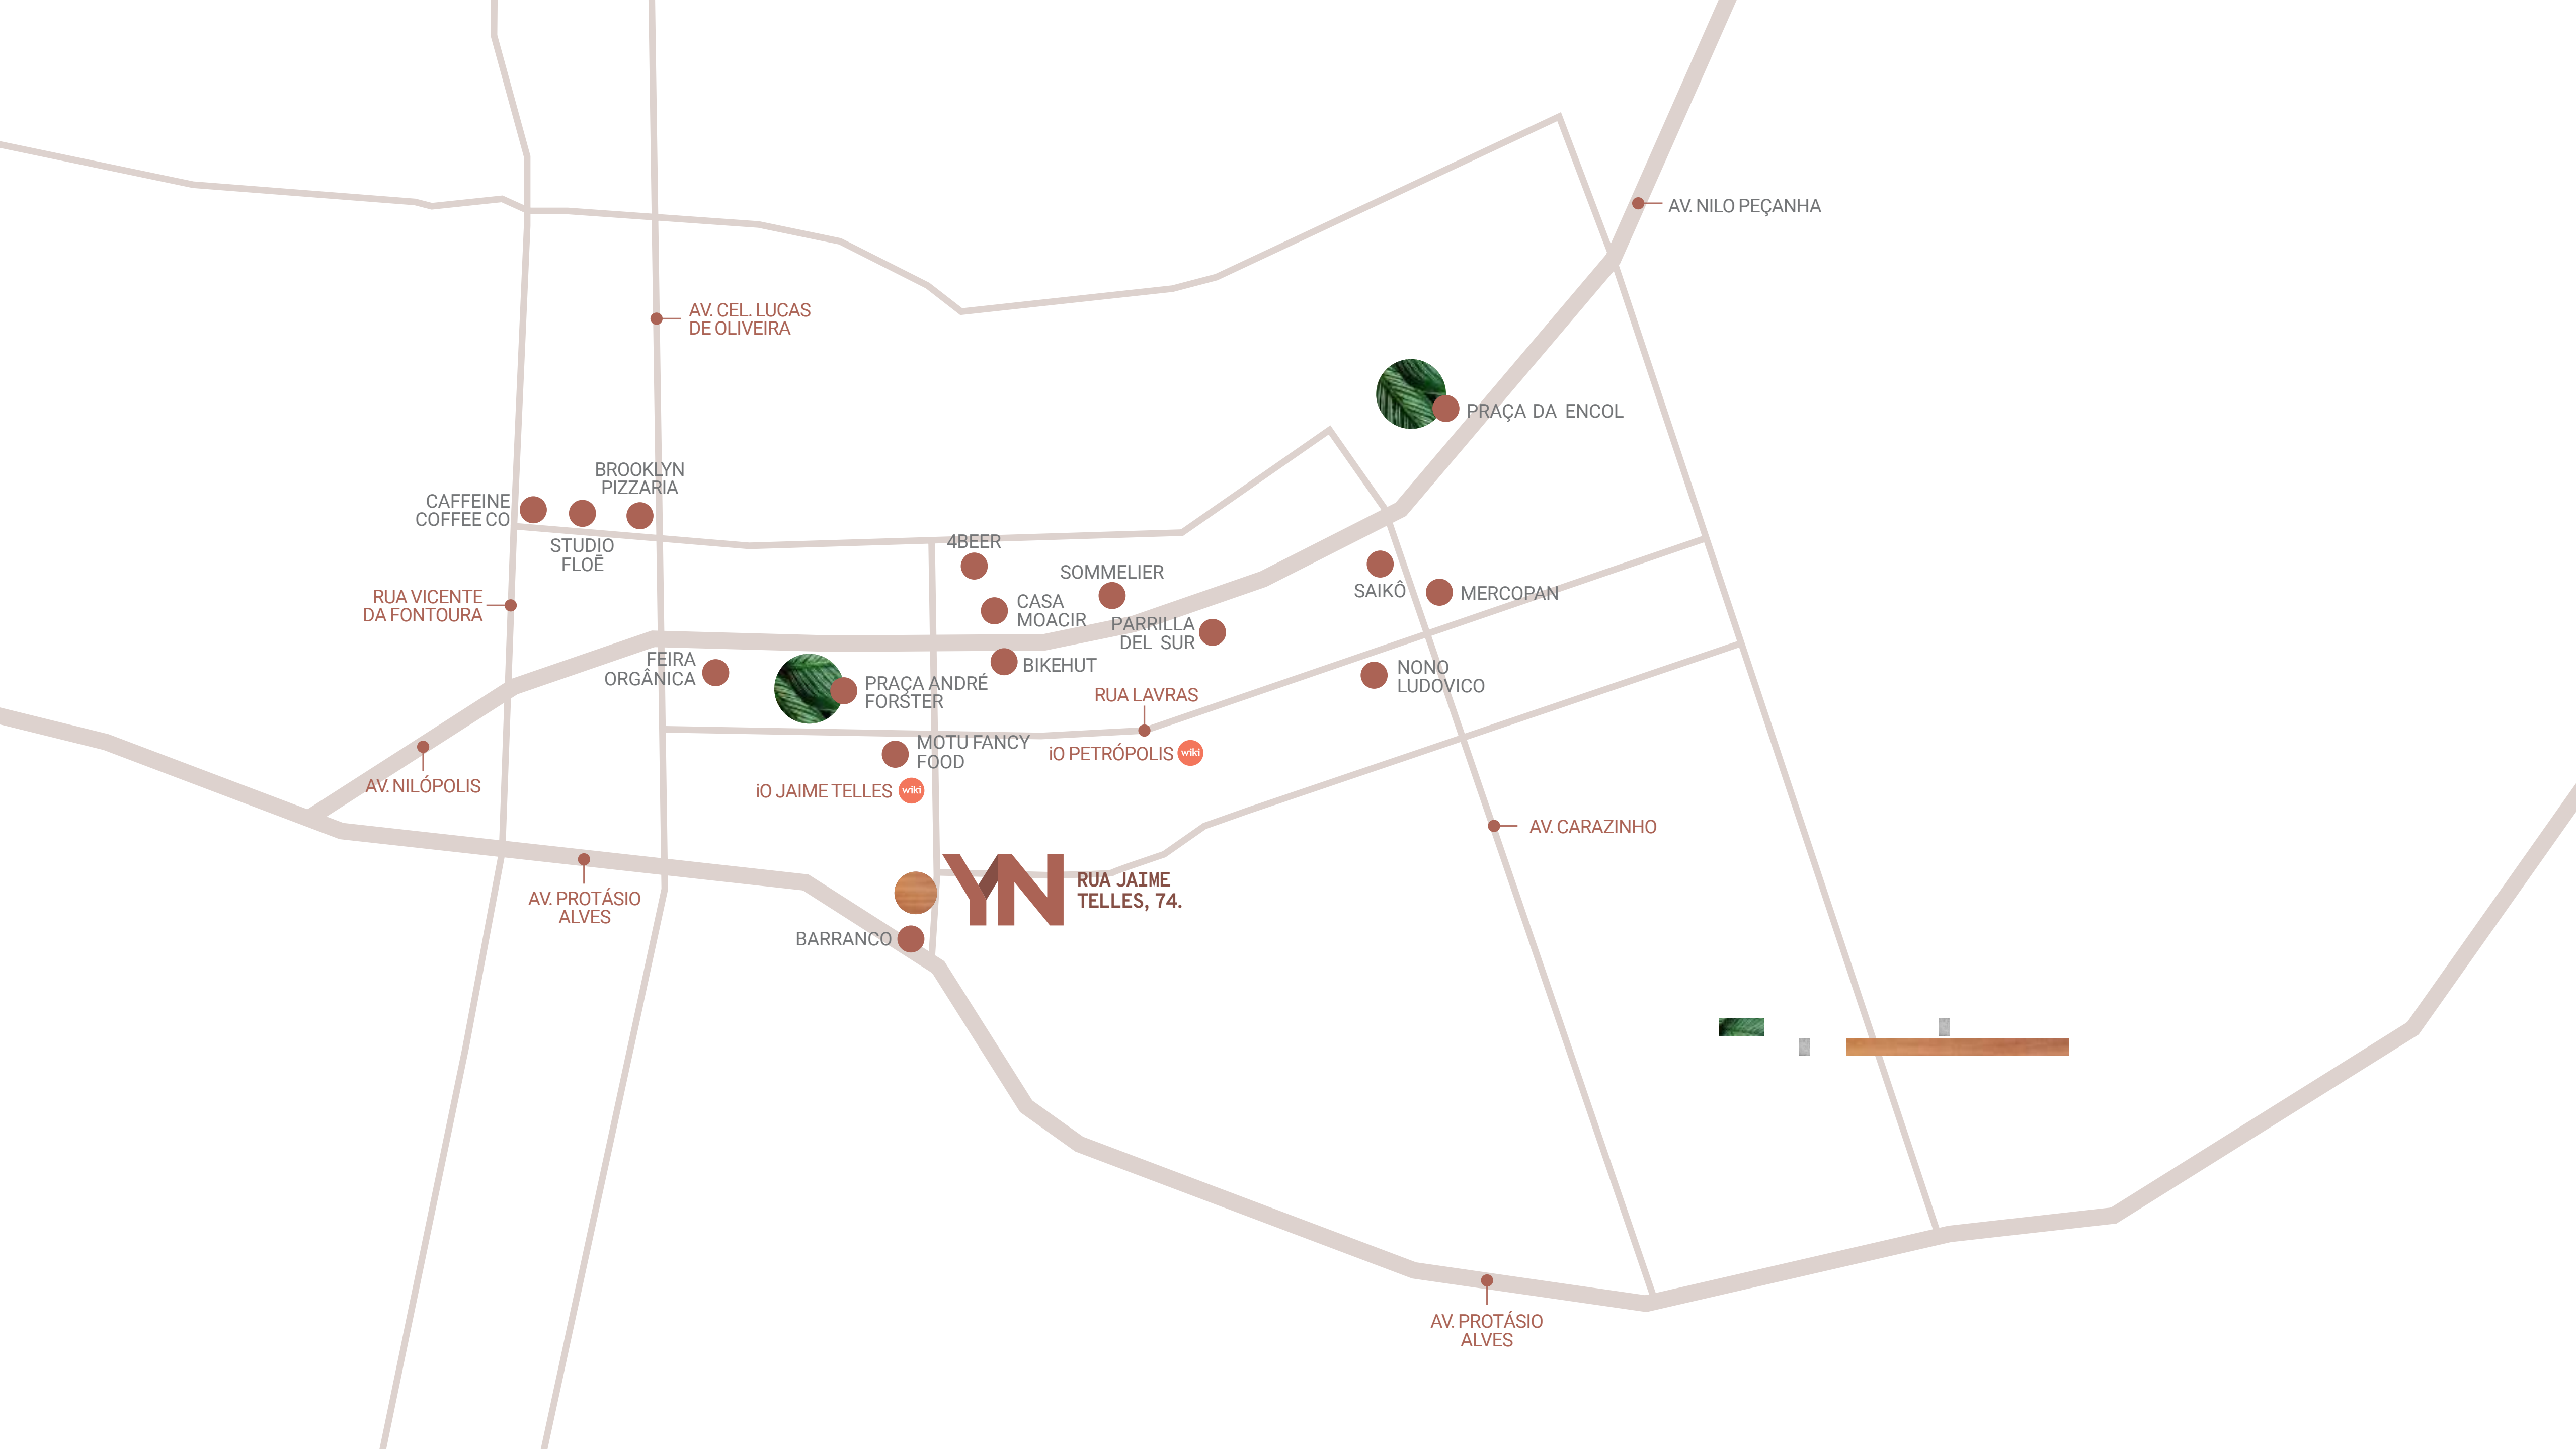 AV. NILO PEÇANHA
AV. CEL. LUCAS
DE OLIVEIRA
PRAÇA DA ENCOL
BROOKLYN
PIZZARIA
CAFFEINE
COFFEE CO
STUDIO
FLOĒ
4BEER
SOMMELIER
SAIKÔ
MERCOPAN
RUA VICENTE
DA FONTOURA
CASA
MOACIR
PARRILLA
DEL SUR
FEIRA
ORGÂNICA
BIKEHUT
NONO
LUDOVICO
PRAÇA ANDRÉ
FORSTER
RUA LAVRAS
MOTU FANCY
FOOD
iO PETRÓPOLIS wiki
AV. NILÓPOLIS
iO JAIME TELLES wiki
AV. CARAZINHO
YN
RUA JAIME
TELLES, 74.
AV. PROTÁSIO
ALVES
BARRANCO
AV. PROTÁSIO
ALVES